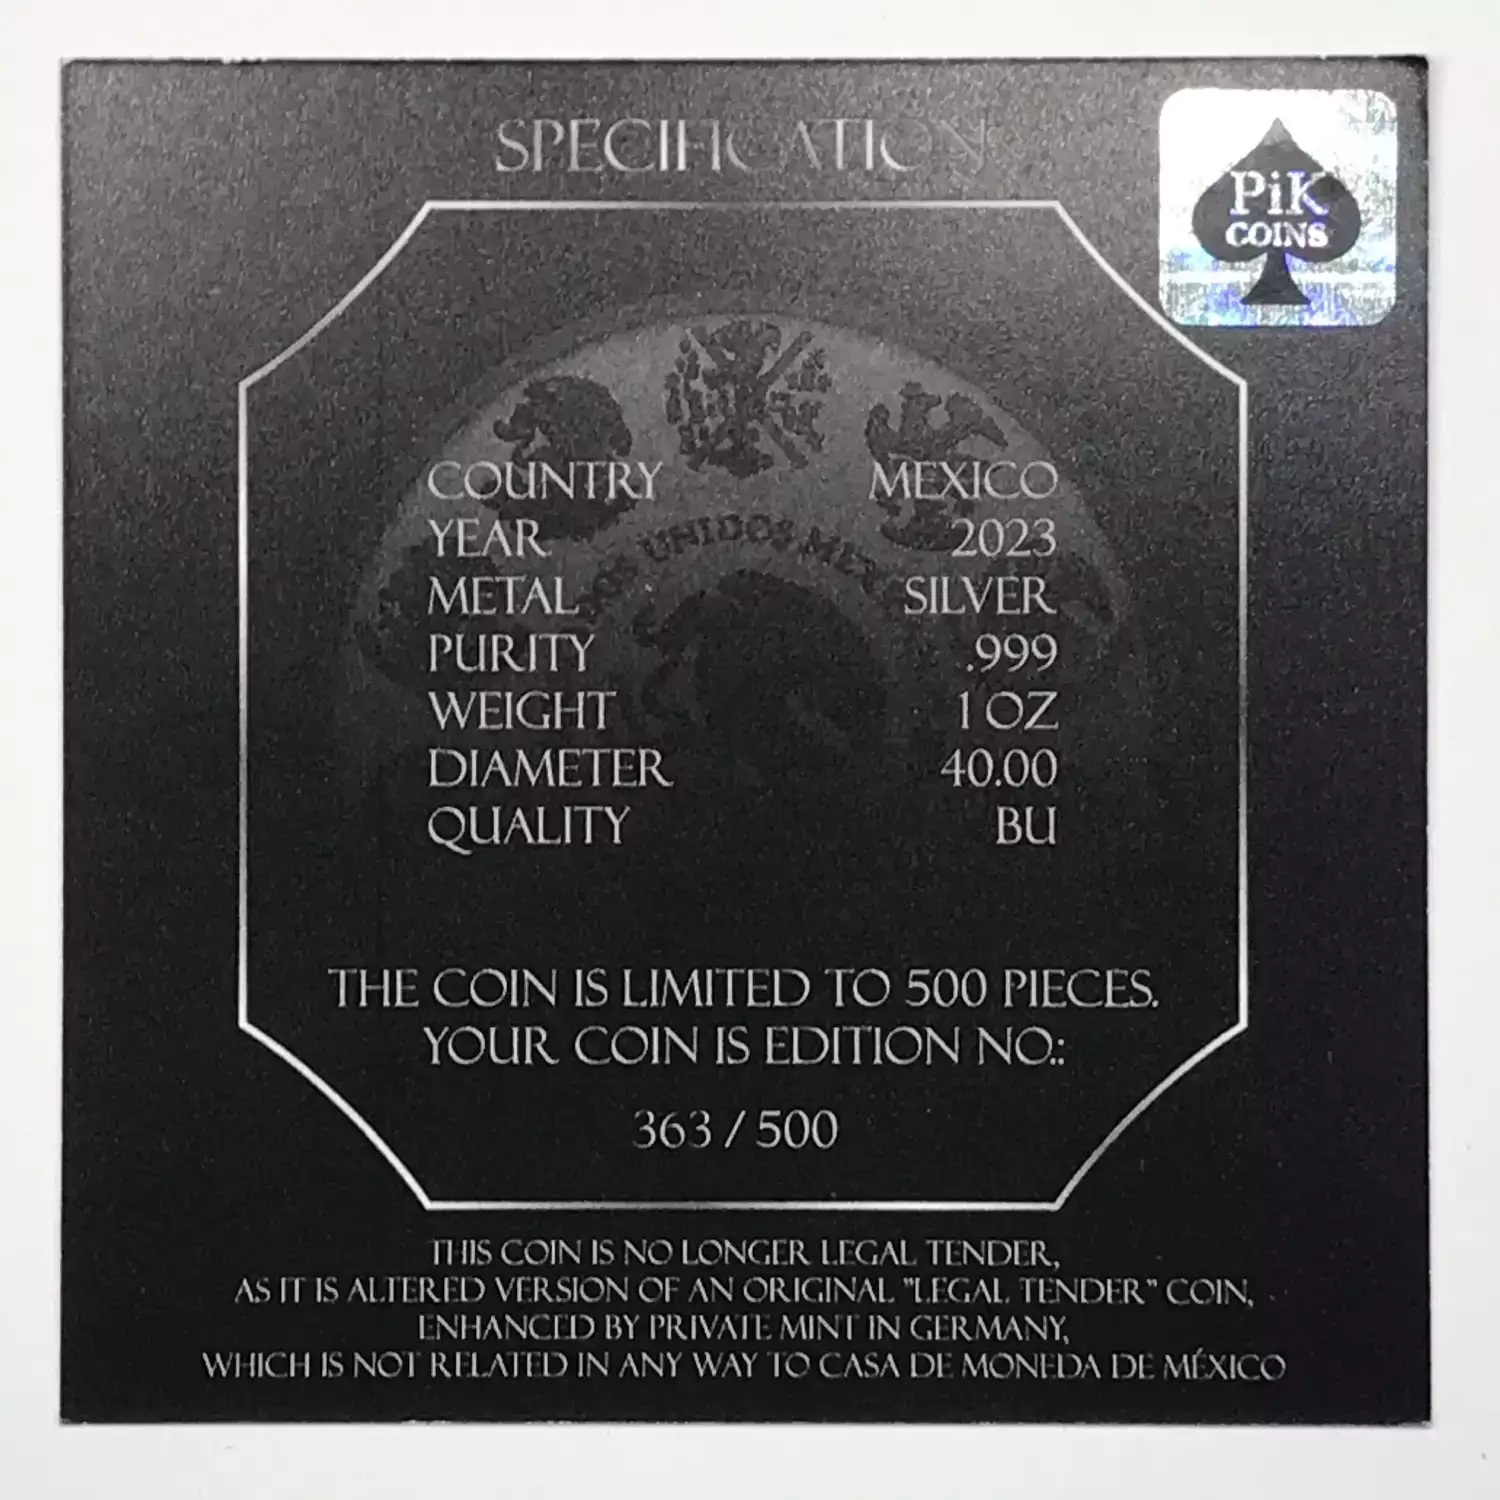 SPECIFICATION
PiK
COINS
COUNTRY MEXICO
YEAR 2023
METAL SILVER
PURITY .999
WEIGHT 1 OZ
DIAMETER 40.00
QUALITY BU
UNIDOS
THE COIN IS LIMITED TO 500 PIECES.
YOUR COIN IS EDITION NO.:
363 / 500
THIS COIN IS NO LONGER LEGAL TENDER,
AS IT IS ALTERED VERSION OF AN ORIGINAL "LEGAL TENDER" COIN,
ENHANCED BY PRIVATE MINT IN GERMANY,
WHICH IS NOT RELATED IN ANY WAY TO CASA DE MONEDA DE MÉXICO